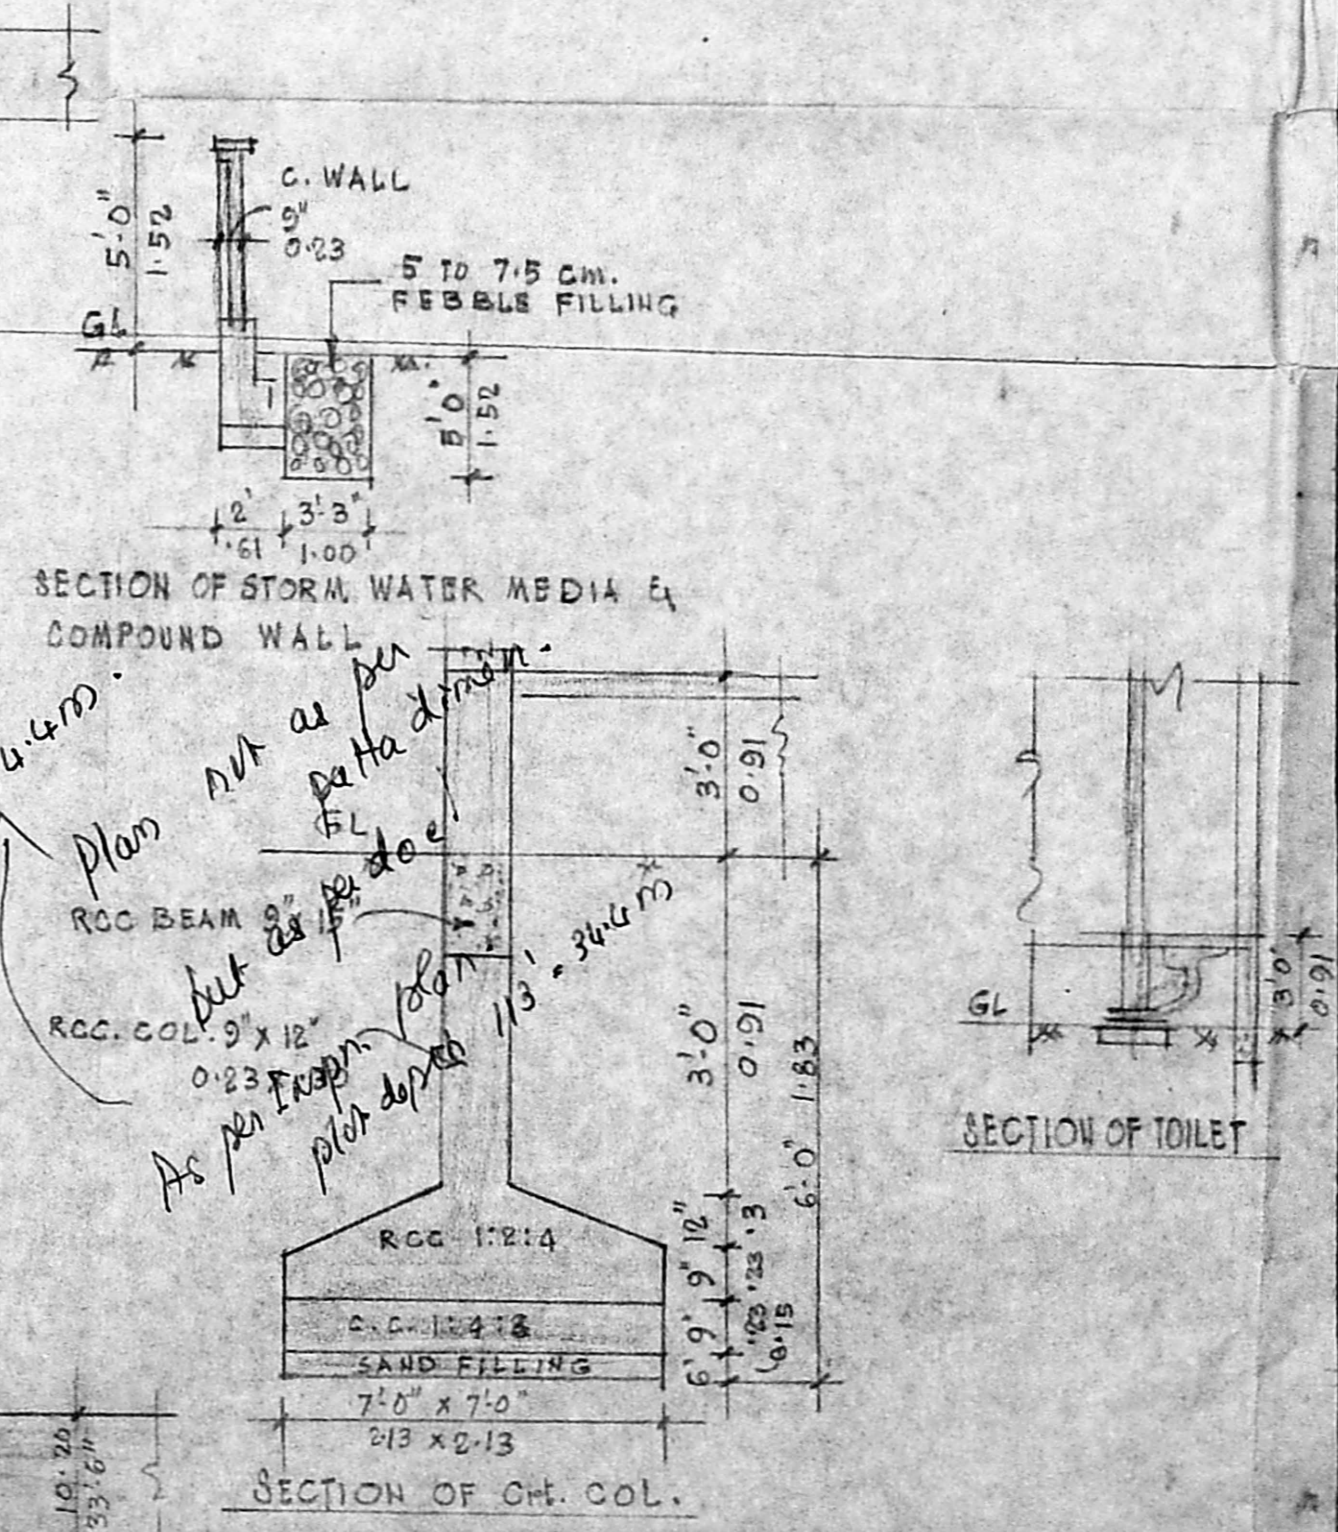 C. WALL
9"
0.23
5 TO 7.5 cm.
FEBBLE FILLING
5'-0"
1.52
GL
5'-0"
1.52
2' 3'-3"
.61 1.00
SECTION OF STORM WATER MEDIA &
COMPOUND WALL
4.4m.
Plan not as per
patta dimen.
but as per doc
As per Inspn. plan
plot depth 113' = 34.4m
GL
RCC BEAM 9" x 15"
RCC. COL. 9" x 12"
0.23 x
3'-0"
0.91
3'-0"
0.91
6'-0" 1.83
12" .3
9" .23
9" .23
6" 0.15
RCC 1:2:4
C.C. 1:4:8
SAND FILLING
7'-0" x 7'-0"
2.13 x 2.13
SECTION OF Crt. COL.
GL
3'-0"
0.91
SECTION OF TOILET
10.20
33'-6"